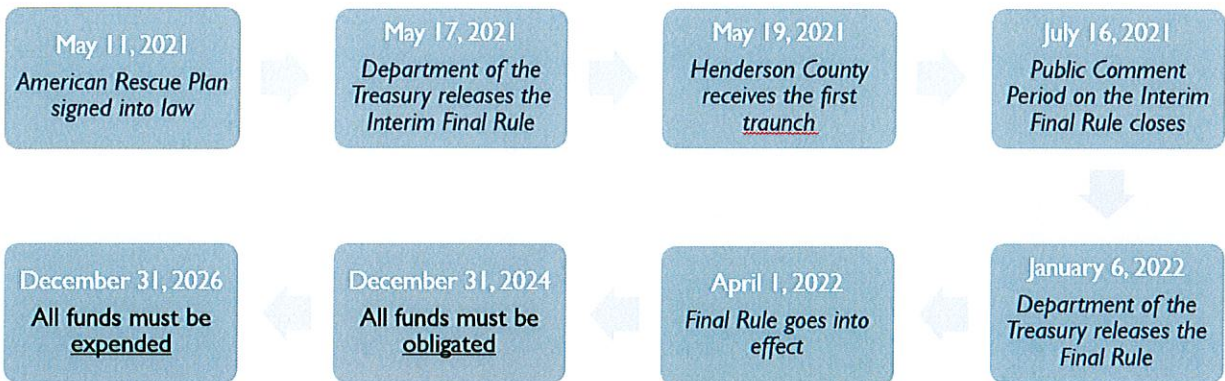 May 11, 2021
American Rescue Plan
signed into law
May 17, 2021
Department of the
Treasury releases the
Interim Final Rule
May 19, 2021
Henderson County
receives the first
traunch
July 16, 2021
Public Comment
Period on the Interim
Final Rule closes
January 6, 2022
Department of the
Treasury releases the
Final Rule
April 1, 2022
Final Rule goes into
effect
December 31, 2024
All funds must be
obligated
December 31, 2026
All funds must be
expended